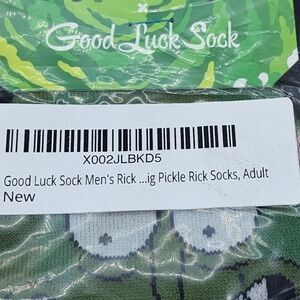 Good Luck Sock
X002JLBKD5
Good Luck Sock Men's Rick ...ig Pickle Rick Socks, Adult
New